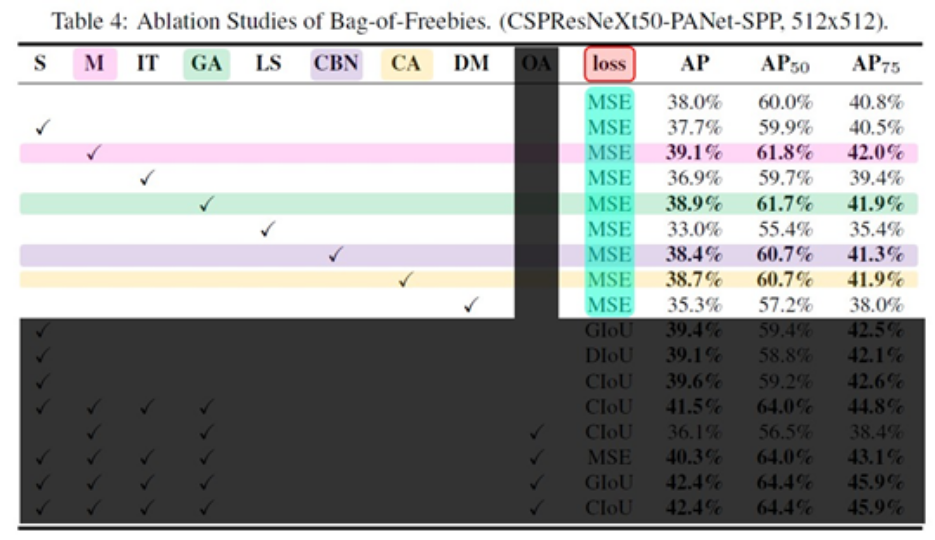 Table 4: Ablation Studies of Bag-of-Freebies. (CSPResNeXt50-PANet-SPP, 512x512).
S M IT GA LS CBN CA DM OA loss AP AP50 AP75
MSE 38.0% 60.0% 40.8%
✓ MSE 37.7% 59.9% 40.5%
✓ MSE 39.1% 61.8% 42.0%
✓ MSE 36.9% 59.7% 39.4%
✓ MSE 38.9% 61.7% 41.9%
✓ MSE 33.0% 55.4% 35.4%
✓ MSE 38.4% 60.7% 41.3%
✓ MSE 38.7% 60.7% 41.9%
✓ MSE 35.3% 57.2% 38.0%
✓ GIoU 39.4% 59.4% 42.5%
✓ DIoU 39.1% 58.8% 42.1%
✓ CIoU 39.6% 59.2% 42.6%
✓ ✓ ✓ ✓ CIoU 41.5% 64.0% 44.8%
✓ ✓ ✓ CIoU 36.1% 56.5% 38.4%
✓ ✓ ✓ ✓ ✓ MSE 40.3% 64.0% 43.1%
✓ ✓ ✓ ✓ ✓ GIoU 42.4% 64.4% 45.9%
✓ ✓ ✓ ✓ ✓ CIoU 42.4% 64.4% 45.9%